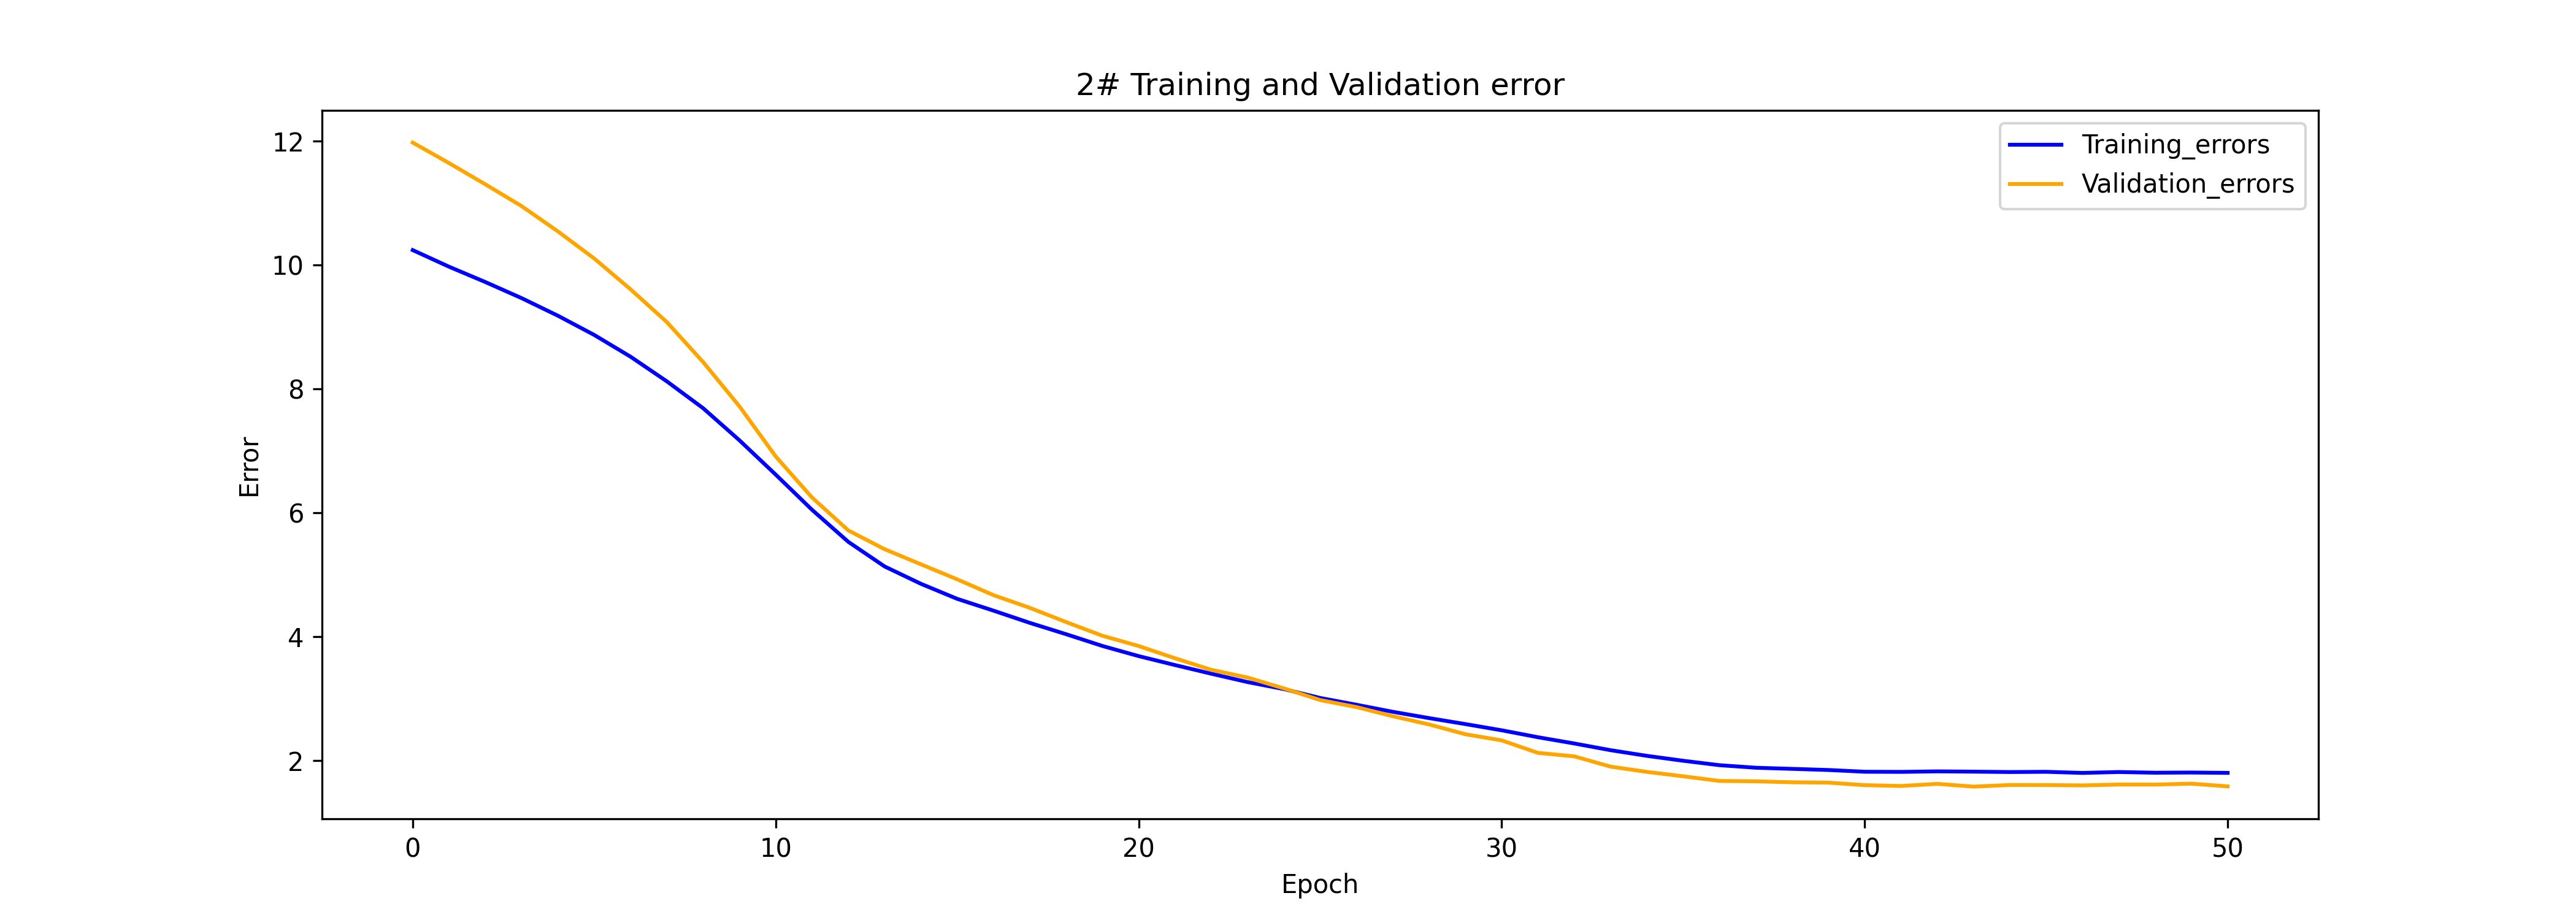 2# Training and Validation error
Training_errors
Validation_errors
Error
12
10
8
6
4
2
0 10 20 30 40 50
Epoch